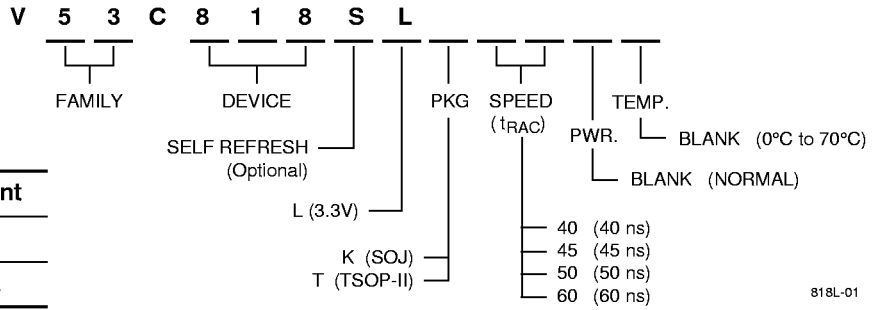 V 5 3 C 8 1 8 S L
FAMILY DEVICE PKG SPEED TEMP.
(tRAC)
PWR. BLANK (0°C to 70°C)
SELF REFRESH
(Optional)
BLANK (NORMAL)
nt
L (3.3V)
40 (40 ns)
K (SOJ) 45 (45 ns)
T (TSOP-II) 50 (50 ns)
60 (60 ns)
818L-01